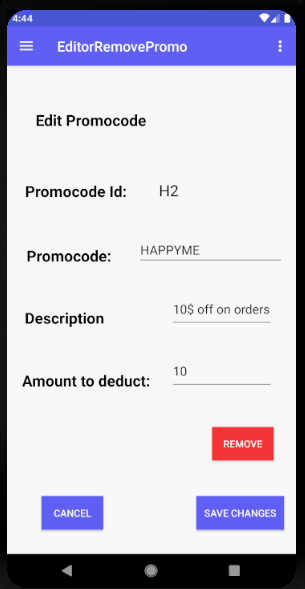 4:44
EditorRemovePromo
Edit Promocode
Promocode Id: H2
Promocode: HAPPYME
Description 10$ off on orders
Amount to deduct: 10
REMOVE
CANCEL SAVE CHANGES